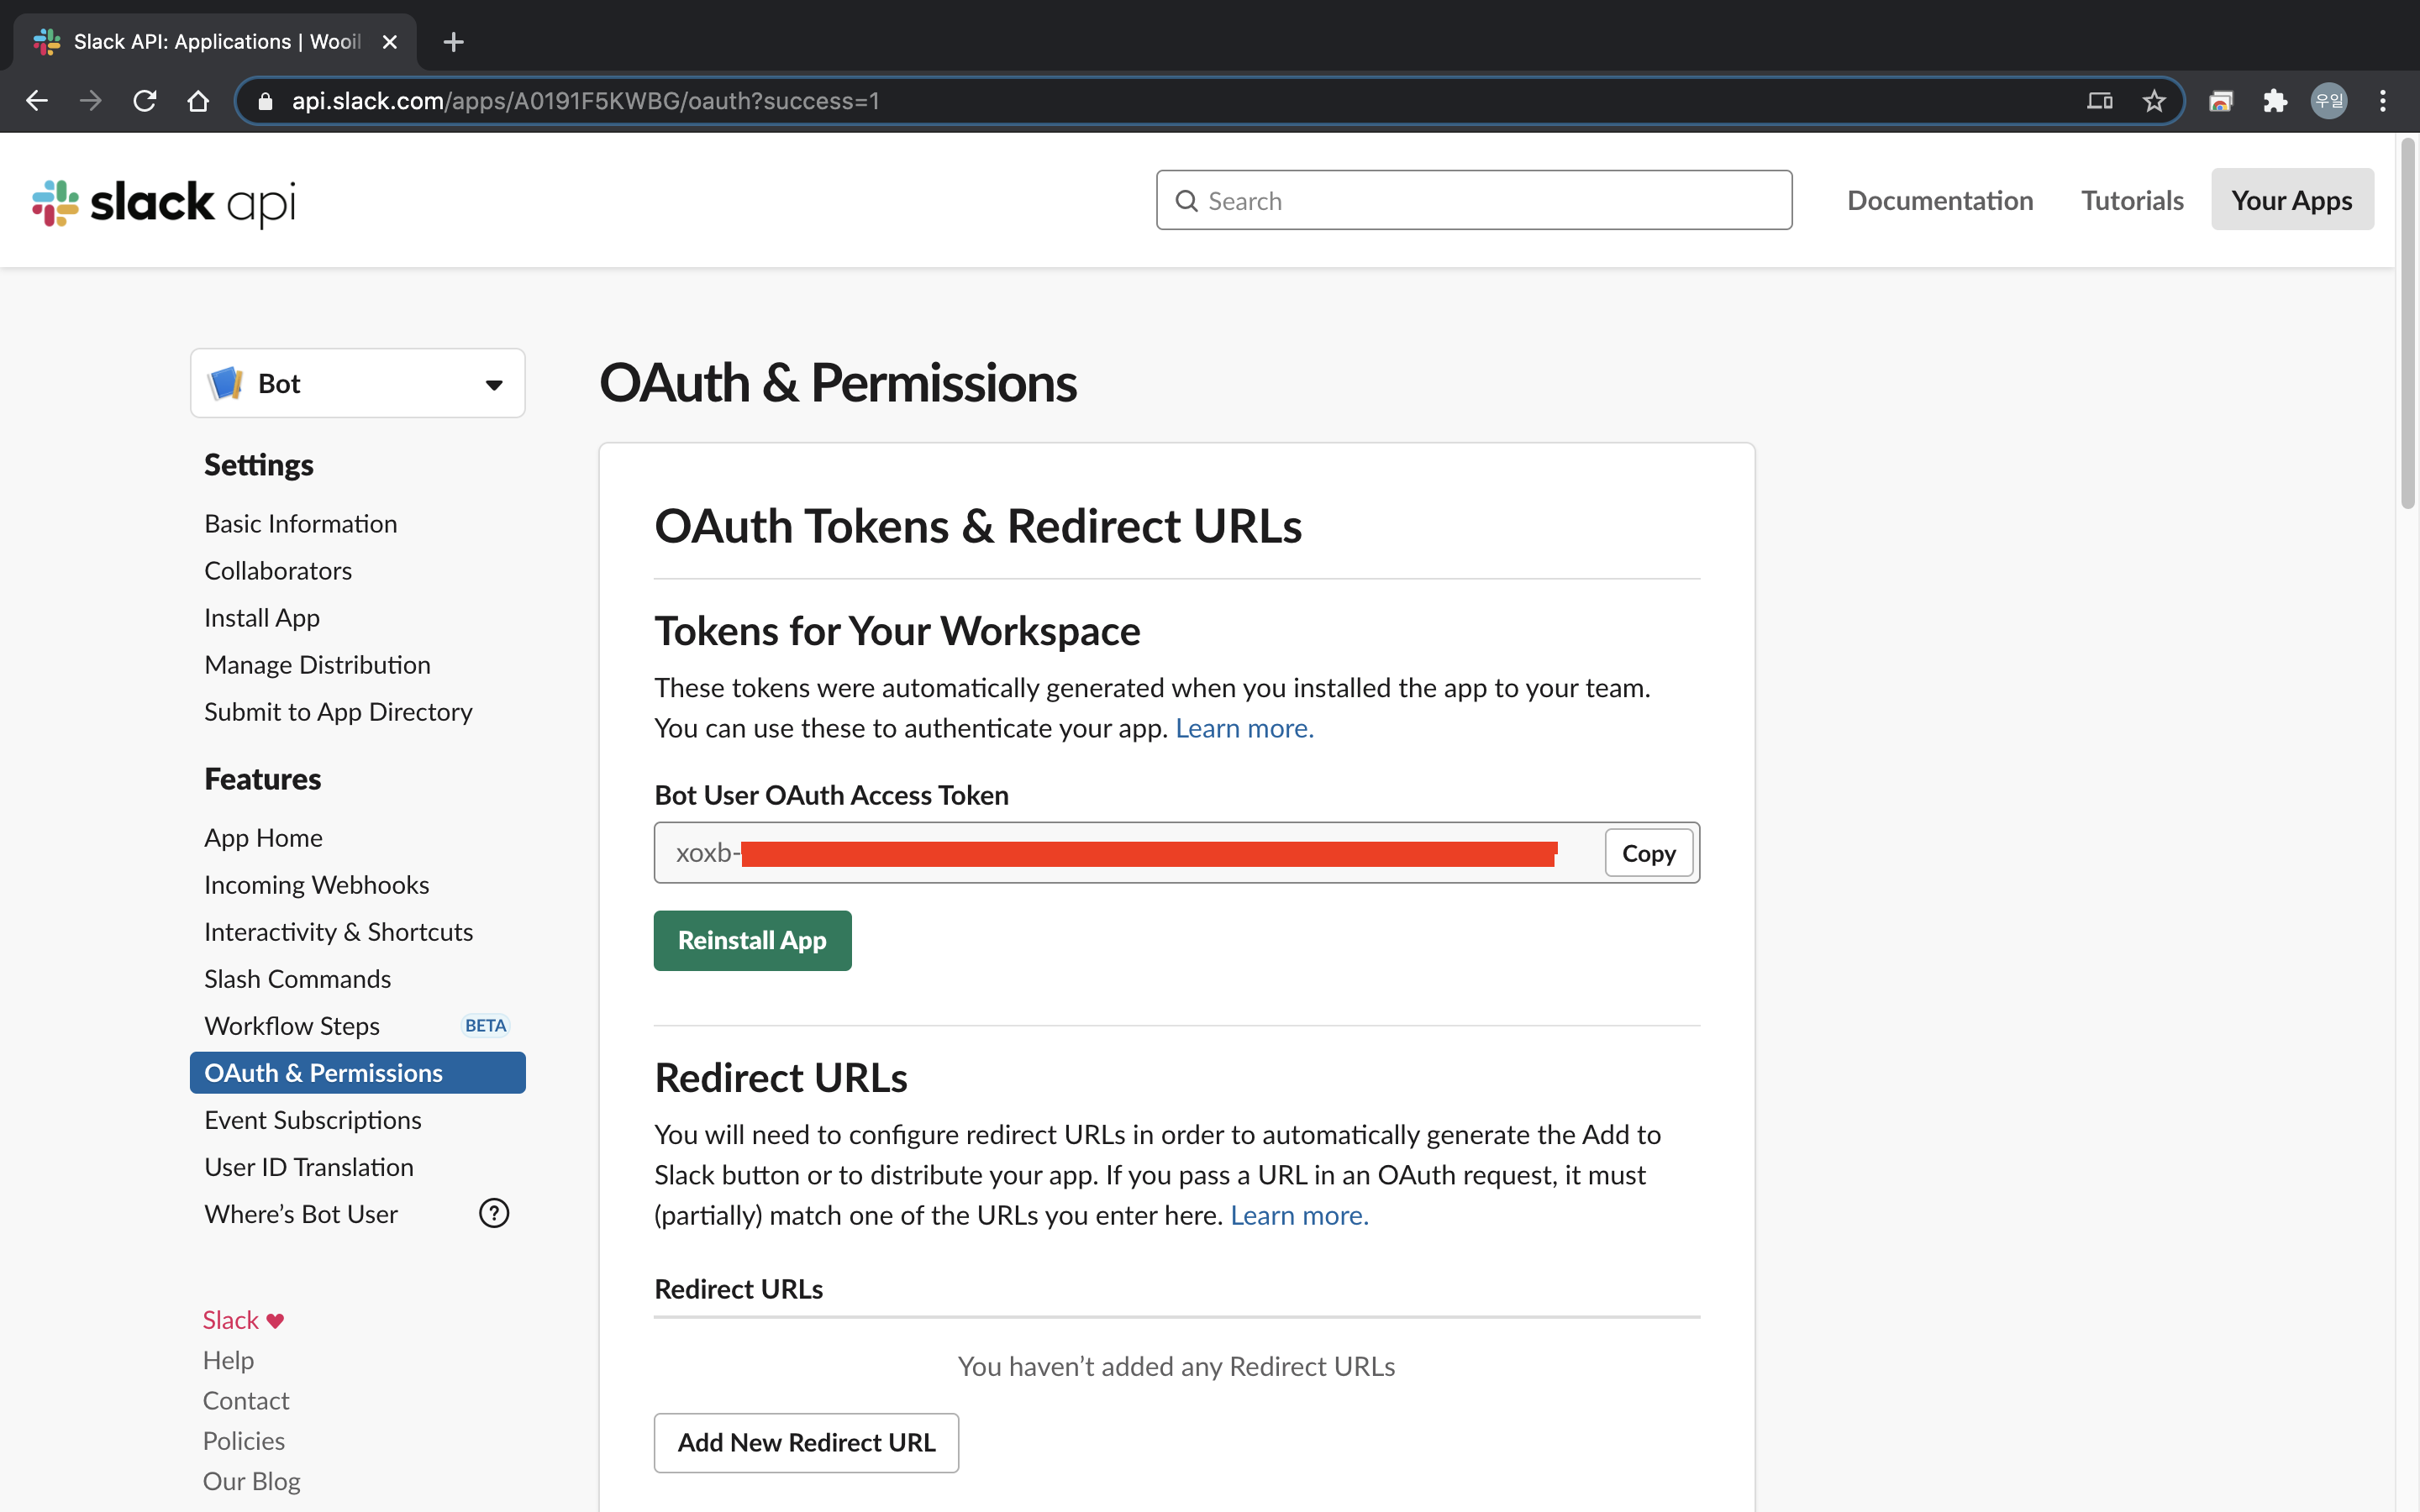 Slack API: Applications | Wooil
api.slack.com/apps/A0191F5KWBG/oauth?success=1
우일
slack api
Search
Documentation
Tutorials
Your Apps
Bot
Settings
Basic Information
Collaborators
Install App
Manage Distribution
Submit to App Directory
Features
App Home
Incoming Webhooks
Interactivity & Shortcuts
Slash Commands
Workflow Steps BETA
OAuth & Permissions
Event Subscriptions
User ID Translation
Where’s Bot User ?
Slack
Help
Contact
Policies
Our Blog
OAuth & Permissions
OAuth Tokens & Redirect URLs
Tokens for Your Workspace
These tokens were automatically generated when you installed the app to your team.
You can use these to authenticate your app. Learn more.
Bot User OAuth Access Token
xoxb-
Copy
Reinstall App
Redirect URLs
You will need to configure redirect URLs in order to automatically generate the Add to
Slack button or to distribute your app. If you pass a URL in an OAuth request, it must
(partially) match one of the URLs you enter here. Learn more.
Redirect URLs
You haven’t added any Redirect URLs
Add New Redirect URL